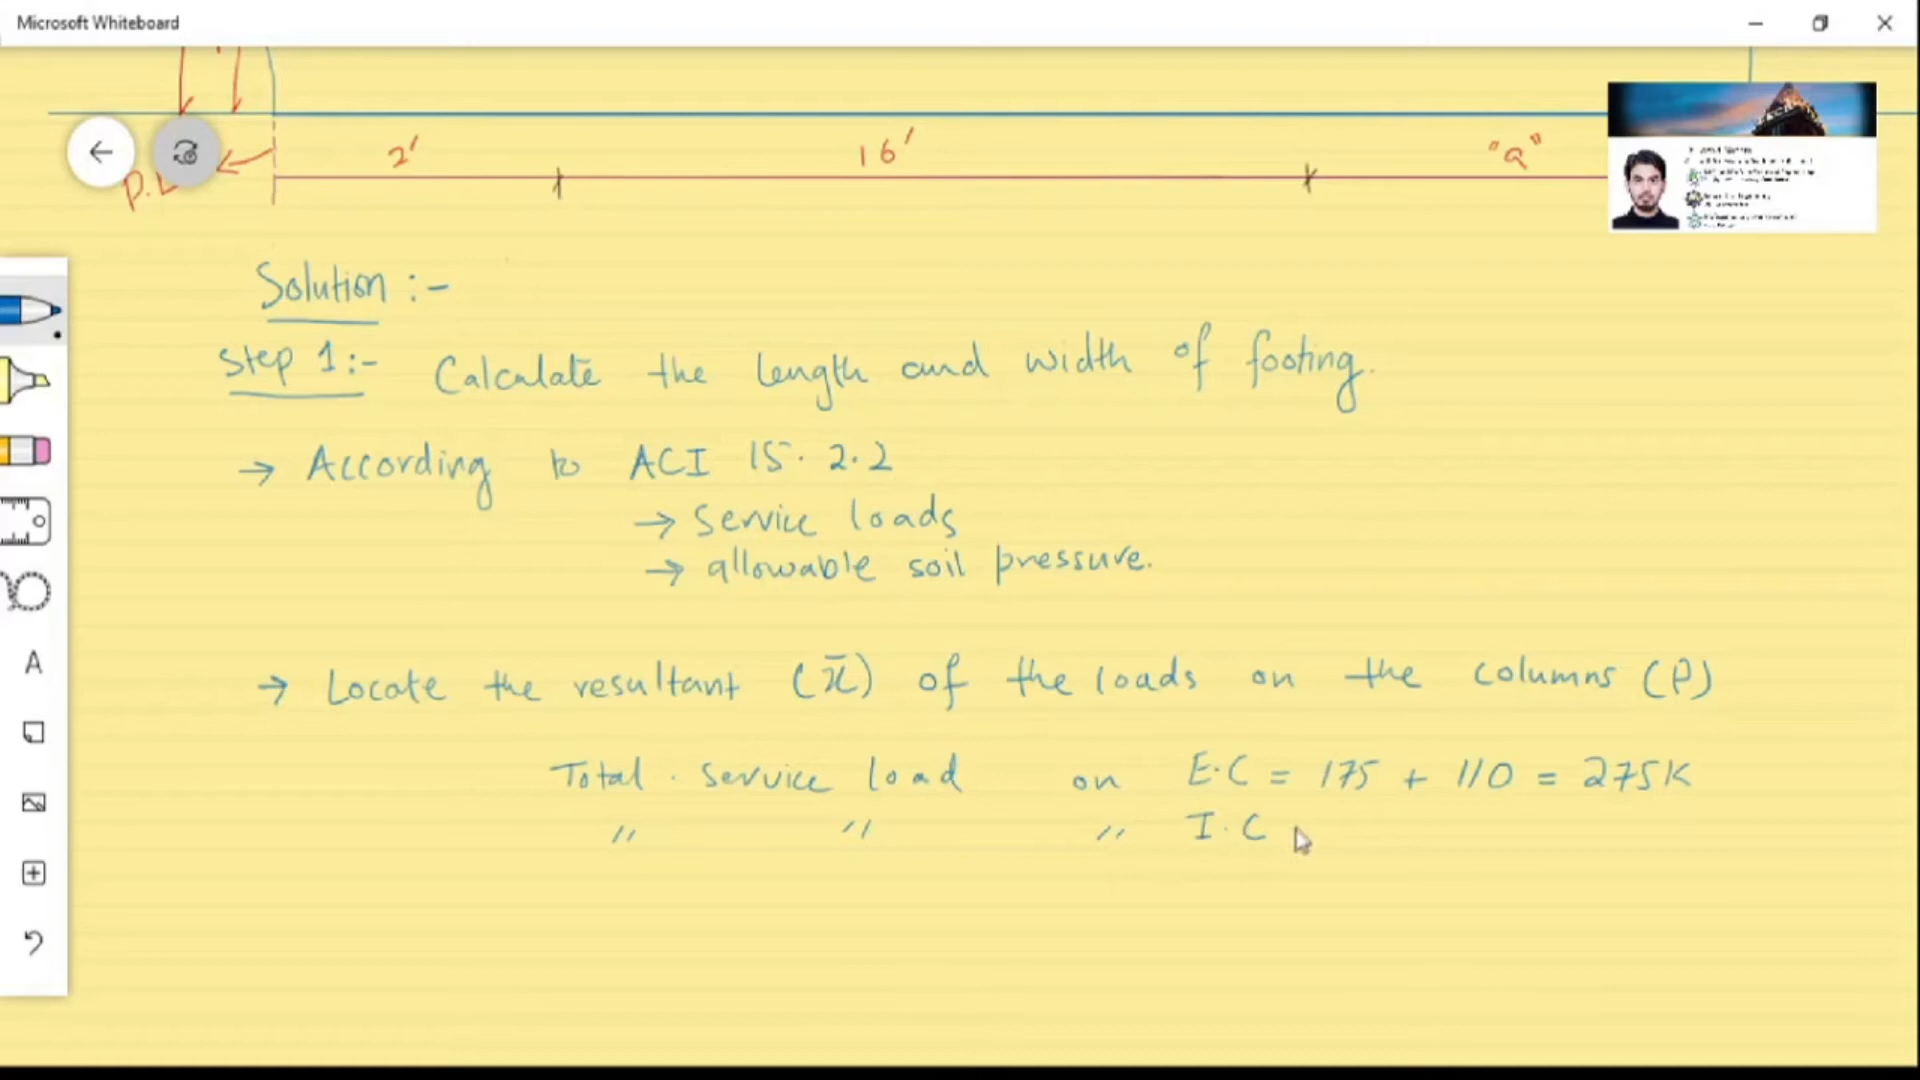 Microsoft Whiteboard
2' 16' "a"
P.L
Solution :-
Step 1:- Calculate the length and width of footing.
→ According to ACI 15.2.2
→ Service loads
→ allowable soil pressure.
→ Locate the resultant (x̄) of the loads on the columns (P)
Total service load on E.C = 175 + 110 = 275K
" " " I.C
A